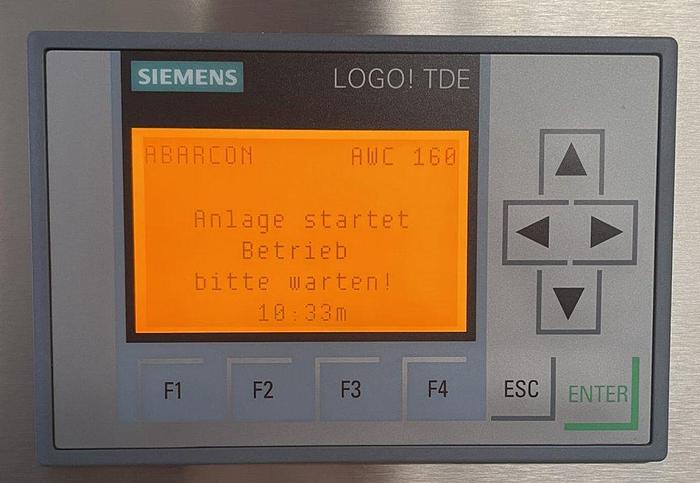 SIEMENS LOGO! TDE
ABARCON AWC 160
Anlage startet
Betrieb
bitte warten!
10:33m
F1 F2 F3 F4 ESC ENTER